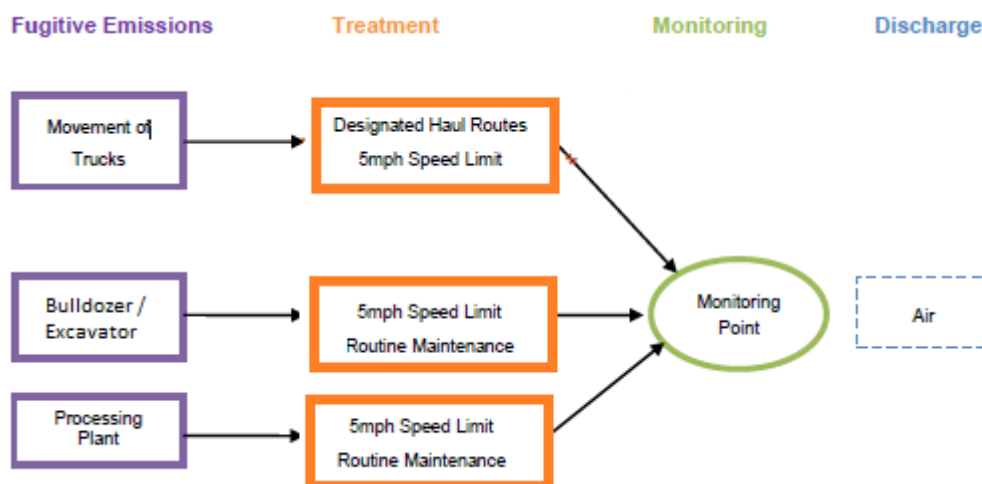 Fugitive Emissions
Treatment
Monitoring
Discharge
Movement of
Trucks
Designated Haul Routes
5mph Speed Limit
Bulldozer /
Excavator
5mph Speed Limit
Routine Maintenance
Monitoring
Point
Air
Processing
Plant
5mph Speed Limit
Routine Maintenance